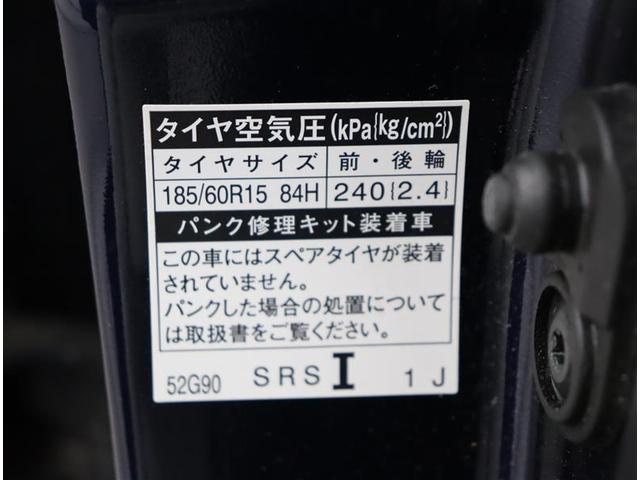 タイヤ空気圧(kPa{kg/cm²})
タイヤサイズ 前・後輪
185/60R15 84H 240{2.4}
パンク修理キット装着車
この車にはスペアタイヤが装着
されていません。
パンクした場合の処置について
は取扱書をご覧ください。
52G90 SRS I 1J